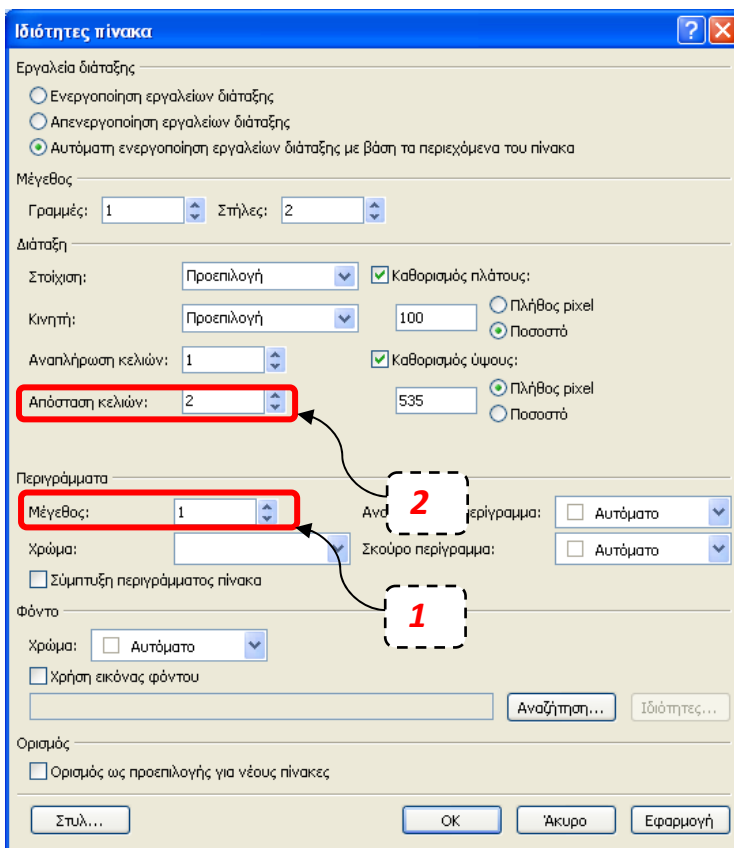 Ιδιότητες πίνακα
Εργαλεία διάταξης
Ενεργοποίηση εργαλείων διάταξης
Απενεργοποίηση εργαλείων διάταξης
Αυτόματη ενεργοποίηση εργαλείων διάταξης με βάση τα περιεχόμενα του πίνακα
Μέγεθος
Γραμμές: 1 Στήλες: 2
Διάταξη
Στοίχιση: Προεπιλογή Καθορισμός πλάτους:
Κινητή: Προεπιλογή 100 Πλήθος pixel
Ποσοστό
Αναπλήρωση κελιών: 1 Καθορισμός ύψους:
Απόσταση κελιών: 2 535 Πλήθος pixel
Ποσοστό
Περιγράμματα
2
Μέγεθος: 1 Ανο ερίγραμμα: Αυτόματο
Χρώμα: Σκούρο περίγραμμα: Αυτόματο
Σύμπτυξη περιγράμματος πίνακα
1
Φόντο
Χρώμα: Αυτόματο
Χρήση εικόνας φόντου
Αναζήτηση... Ιδιότητες...
Ορισμός
Ορισμός ως προεπιλογή για νέους πίνακες
Στυλ... OK Άκυρο Εφαρμογή